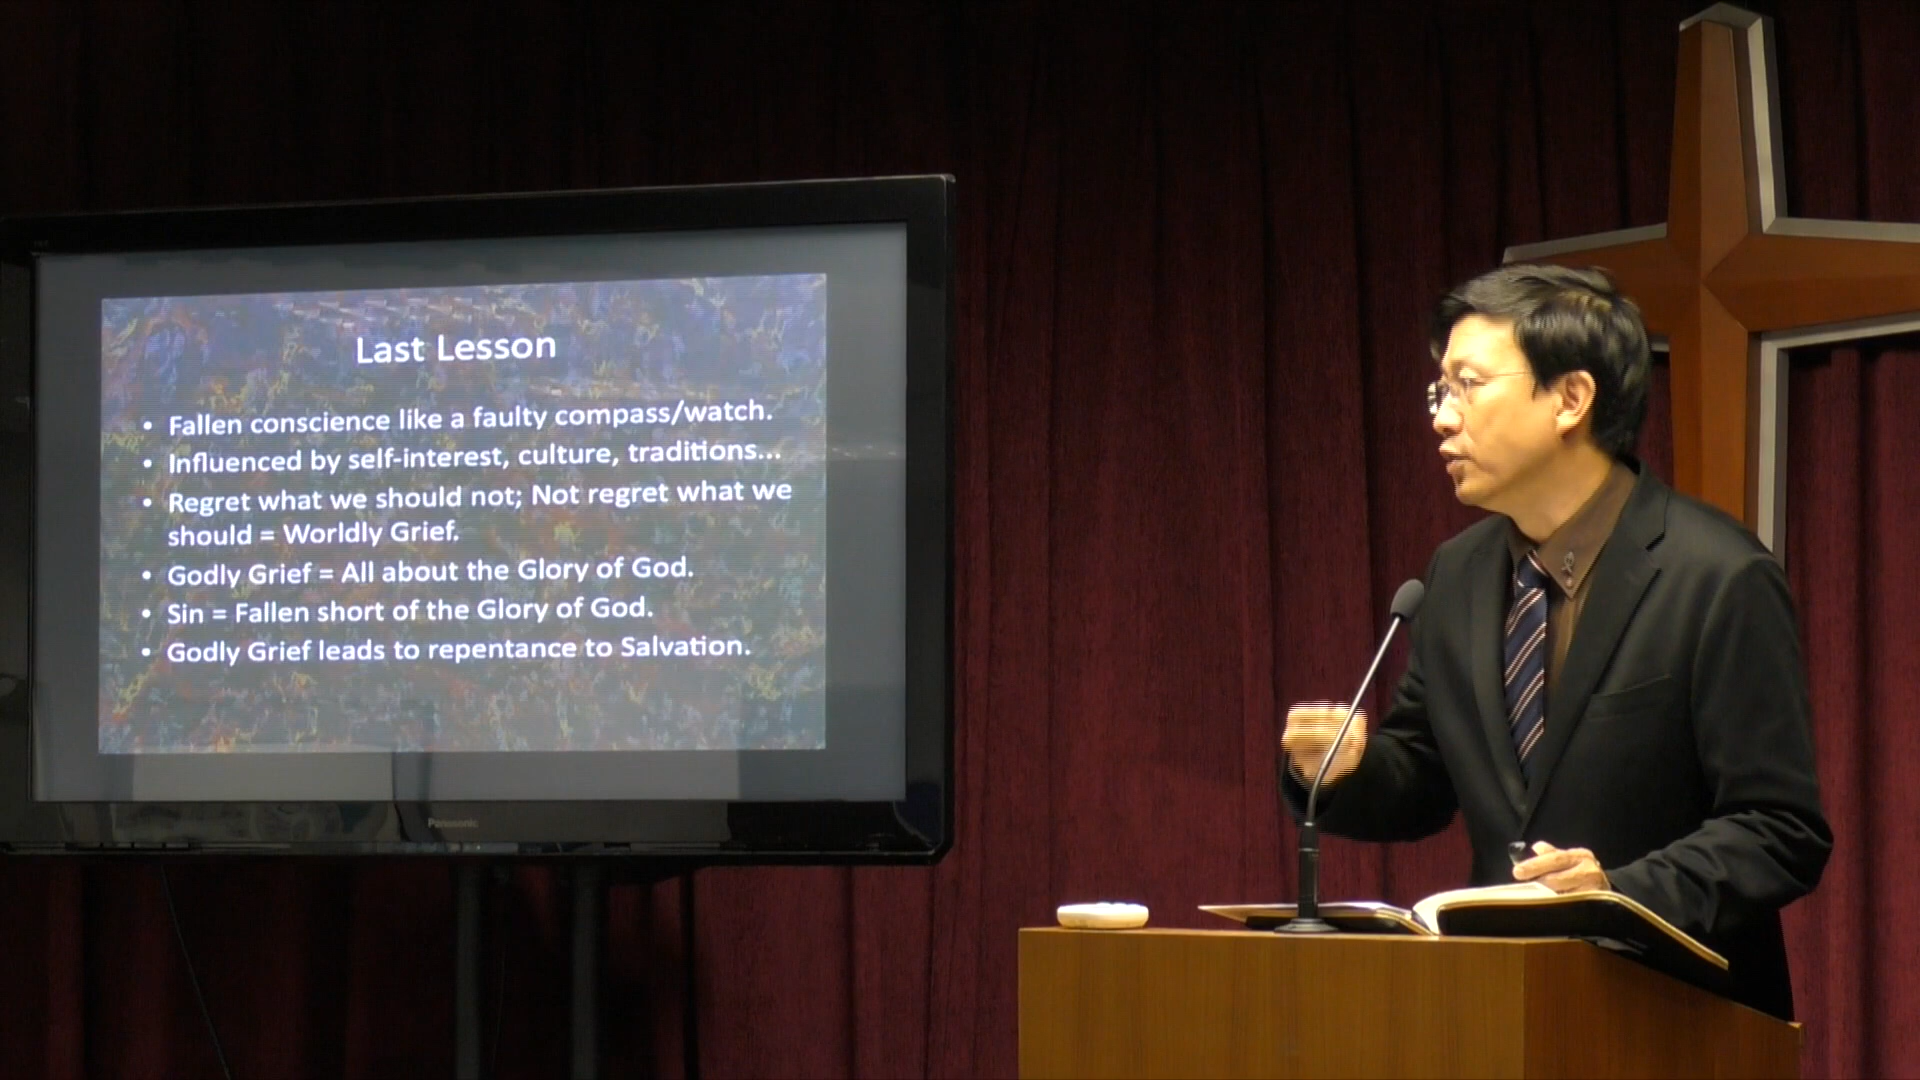 Last Lesson
• Fallen conscience like a faulty compass/watch.
• Influenced by self-interest, culture, traditions...
• Regret what we should not; Not regret what we
should = Worldly Grief.
• Godly Grief = All about the Glory of God.
• Sin = Fallen short of the Glory of God.
• Godly Grief leads to repentance to Salvation.
Panasonic